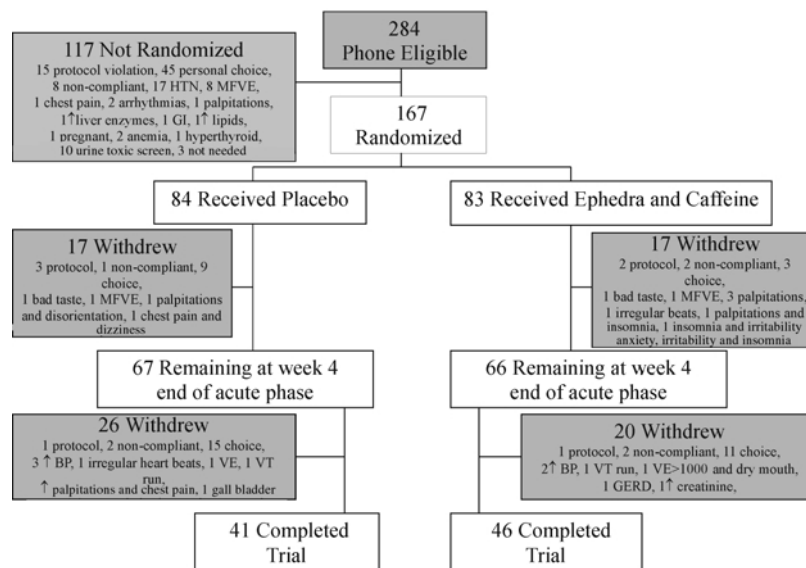 284
Phone Eligible
117 Not Randomized
15 protocol violation, 45 personal choice,
8 non-compliant, 17 HTN, 8 MFVE,
1 chest pain, 2 arrhythmias, 1 palpitations,
1↑liver enzymes, 1 GI, 1↑ lipids,
1 pregnant, 2 anemia, 1 hyperthyroid,
10 urine toxic screen, 3 not needed
167
Randomized
84 Received Placebo
83 Received Ephedra and Caffeine
17 Withdrew
3 protocol, 1 non-compliant, 9
choice,
1 bad taste, 1 MFVE, 1 palpitations
and disorientation, 1 chest pain and
dizziness
17 Withdrew
2 protocol, 2 non-compliant, 3
choice,
1 bad taste, 1 MFVE, 3 palpitations,
1 irregular beats, 1 palpitations and
insomnia, 1 insomnia and irritability
anxiety, irritability and insomnia
67 Remaining at week 4
end of acute phase
66 Remaining at week 4
end of acute phase
26 Withdrew
1 protocol, 2 non-compliant, 15 choice,
3 ↑ BP, 1 irregular heart beats, 1 VE, 1 VT
run,
↑ palpitations and chest pain, 1 gall bladder
20 Withdrew
1 protocol, 2 non-compliant, 11 choice,
2↑ BP, 1 VT run, 1 VE>1000 and dry mouth,
1 GERD, 1↑ creatinine,
41 Completed
Trial
46 Completed
Trial